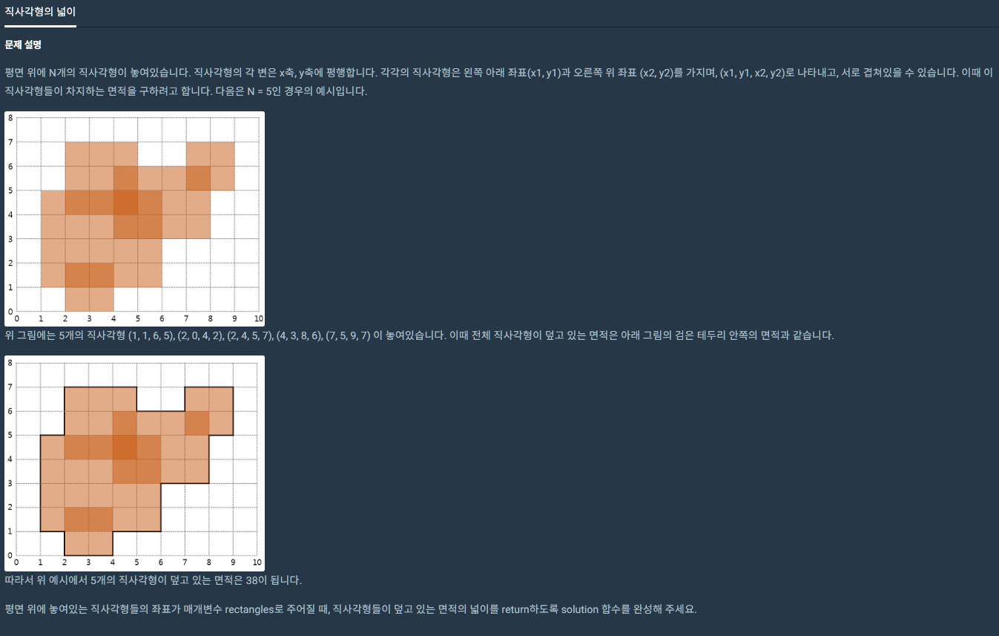 직사각형의 넓이
문제 설명
평면 위에 N개의 직사각형이 놓여있습니다. 직사각형의 각 변은 x축, y축에 평행합니다. 각각의 직사각형은 왼쪽 아래 좌표(x1, y1)과 오른쪽 위 좌표 (x2, y2)를 가지며, (x1, y1, x2, y2)로 나타내고, 서로 겹쳐있을 수 있습니다. 이때 이
직사각형들이 차지하는 면적을 구하려고 합니다. 다음은 N = 5인 경우의 예시입니다.
8
7
6
5
4
3
2
1
0
0 1 2 3 4 5 6 7 8 9 10
위 그림에는 5개의 직사각형 (1, 1, 6, 5), (2, 0, 4, 2), (2, 4, 5, 7), (4, 3, 8, 6), (7, 5, 9, 7) 이 놓여있습니다. 이때 전체 직사각형이 덮고 있는 면적은 아래 그림의 검은 테두리 안쪽의 면적과 같습니다.
8
7
6
5
4
3
2
1
0
0 1 2 3 4 5 6 7 8 9 10
따라서 위 예시에서 5개의 직사각형이 덮고 있는 면적은 38이 됩니다.
평면 위에 놓여있는 직사각형들의 좌표가 매개변수 rectangles로 주어질 때, 직사각형들이 덮고 있는 면적의 넓이를 return하도록 solution 함수를 완성해 주세요.